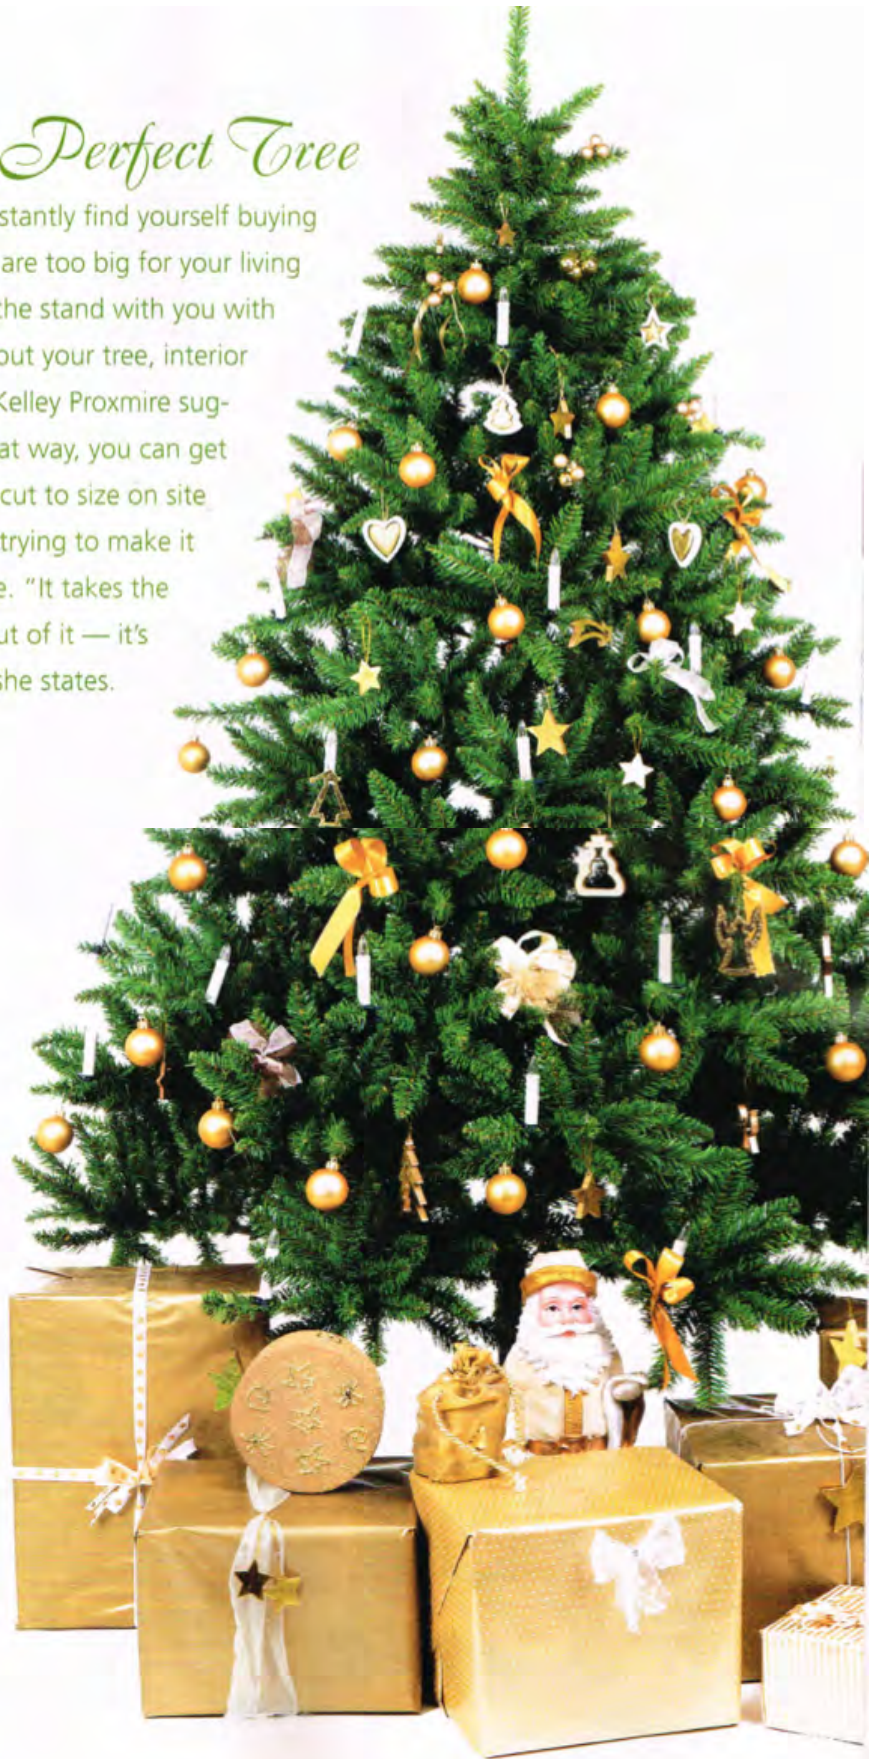 Perfect Tree
stantly find yourself buying
are too big for your living
the stand with you with
out your tree, interior
Kelley Proxmire sug-
at way, you can get
cut to size on site
trying to make it
e. "It takes the
ut of it — it's
she states.